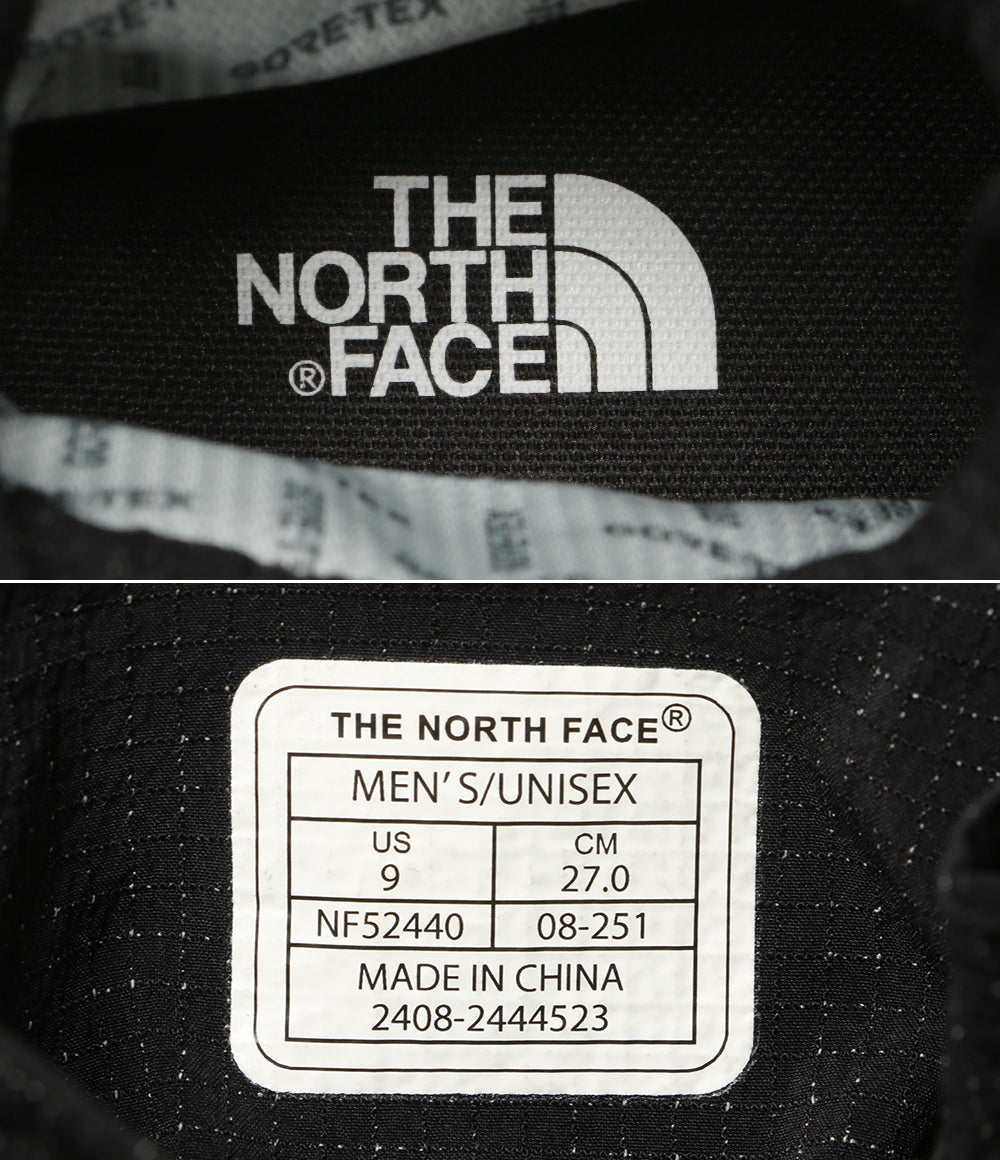 GORE-TEX
GORE-TEX
THE
NORTH
®FACE
THE NORTH FACE®
MEN'S/UNISEX
US CM
9 27.0
NF52440 08-251
MADE IN CHINA
2408-2444523